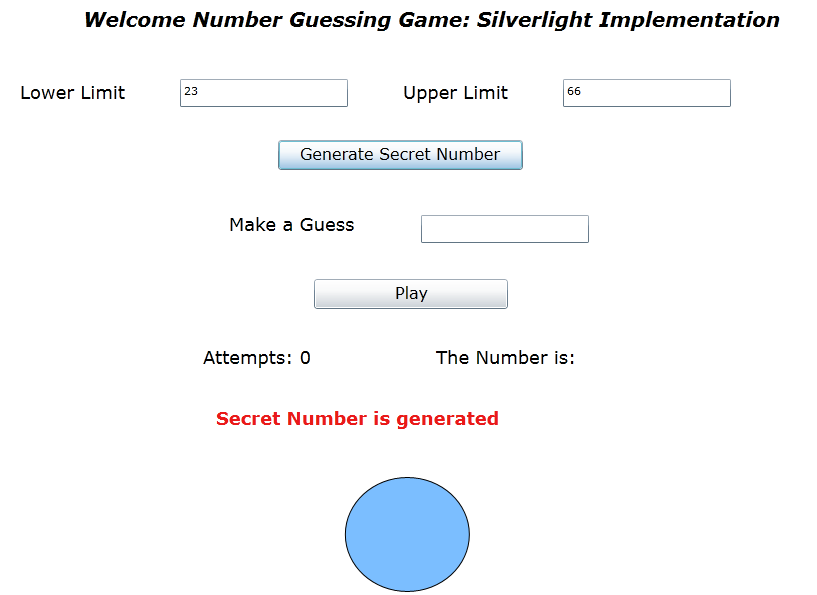 Welcome Number Guessing Game: Silverlight Implementation
Lower Limit 23 Upper Limit 66
Generate Secret Number
Make a Guess
Play
Attempts: 0 The Number is:
Secret Number is generated